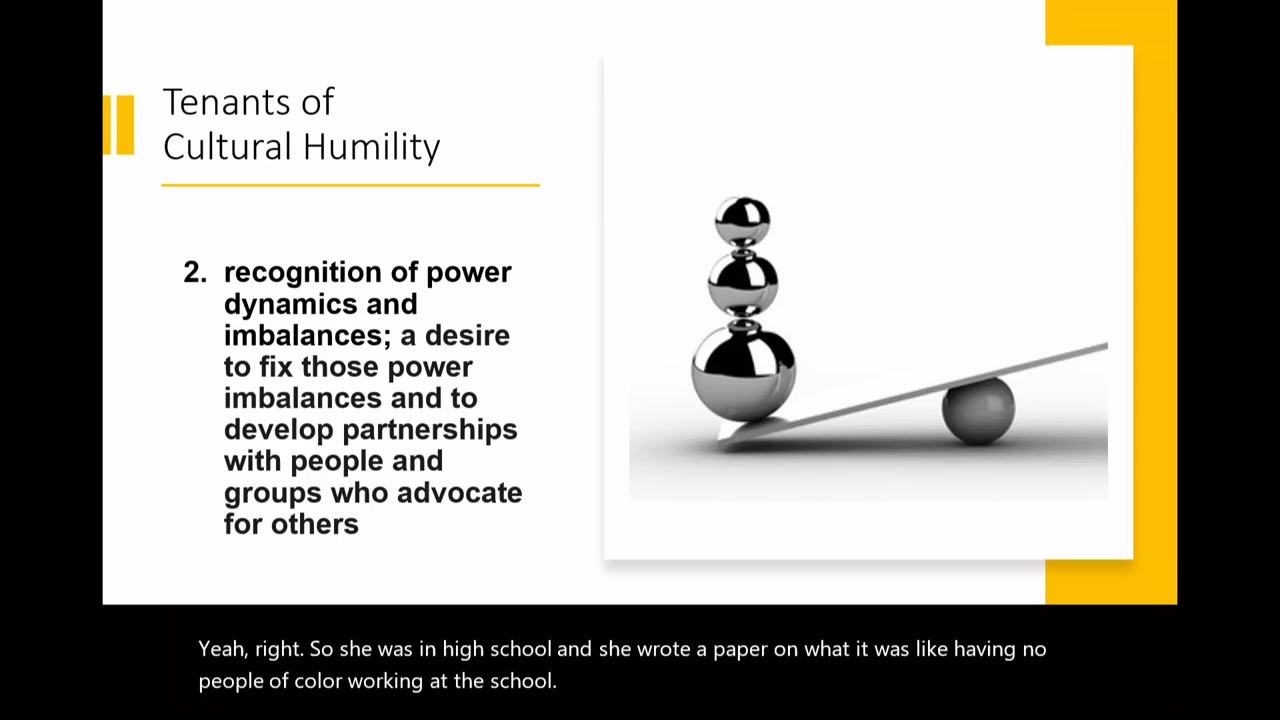 Tenants of
Cultural Humility
2. recognition of power
dynamics and
imbalances; a desire
to fix those power
imbalances and to
develop partnerships
with people and
groups who advocate
for others
Yeah, right. So she was in high school and she wrote a paper on what it was like having no
people of color working at the school.